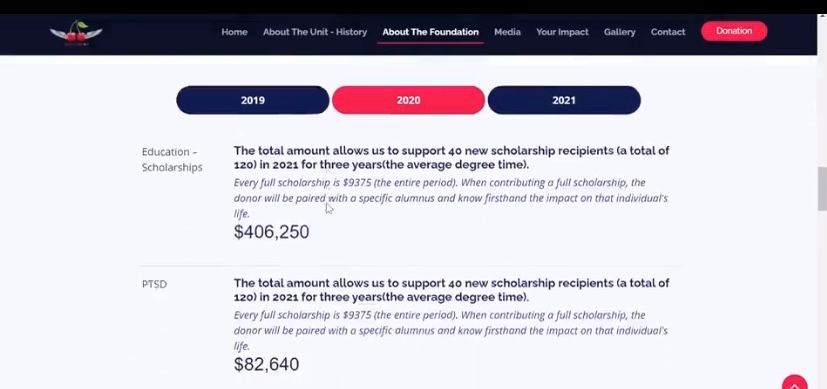 Home About The Unit - History About The Foundation Media Your Impact Gallery Contact Donation
2019 2020 2021
Education –
Scholarships
The total amount allows us to support 40 new scholarship recipients (a total of
120) in 2021 for three years(the average degree time).
Every full scholarship is $9375 (the entire period). When contributing a full scholarship, the
donor will be paired with a specific alumnus and know firsthand the impact on that individual's
life.
$406,250
PTSD
The total amount allows us to support 40 new scholarship recipients (a total of
120) in 2021 for three years(the average degree time).
Every full scholarship is $9375 (the entire period). When contributing a full scholarship, the
donor will be paired with a specific alumnus and know firsthand the impact on that individual's
life.
$82,640